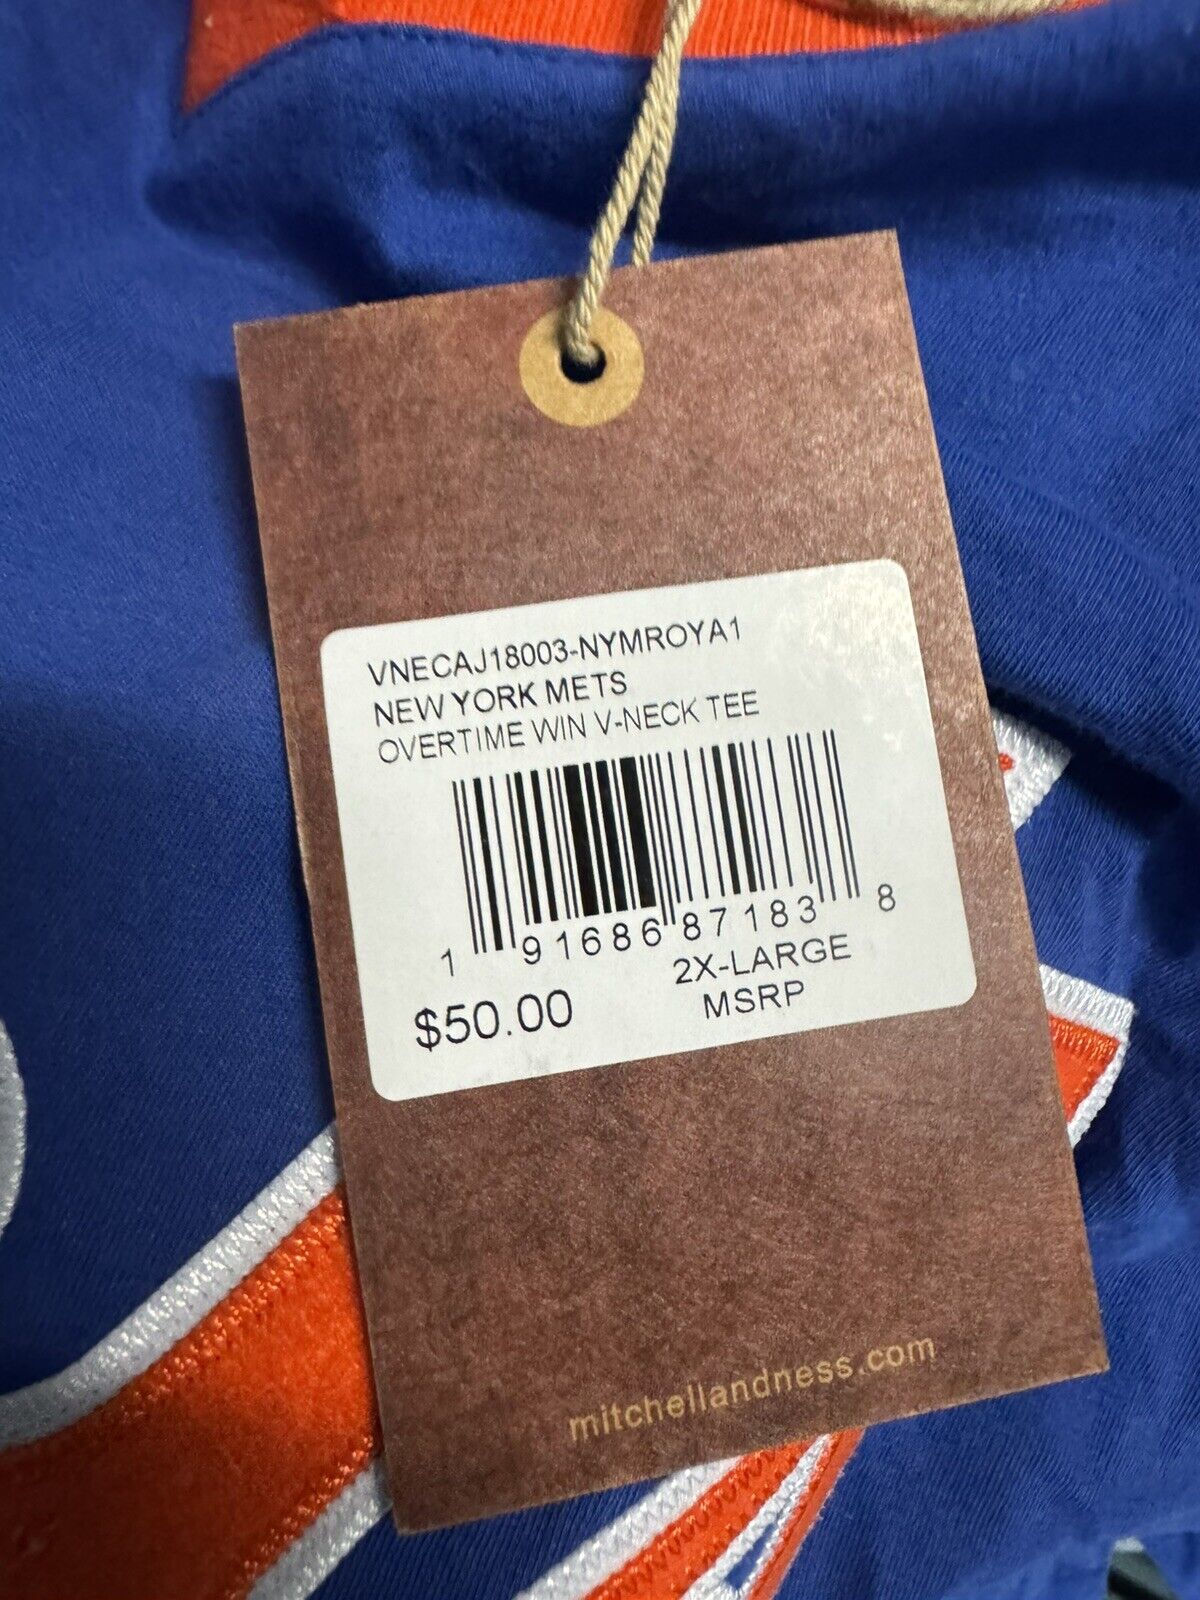 VNECAJ18003-NYMROYA1
NEW YORK METS
OVERTIME WIN V-NECK TEE
1 91686 87183 8
$50.00 2X-LARGE
MSRP
mitchellandness.com